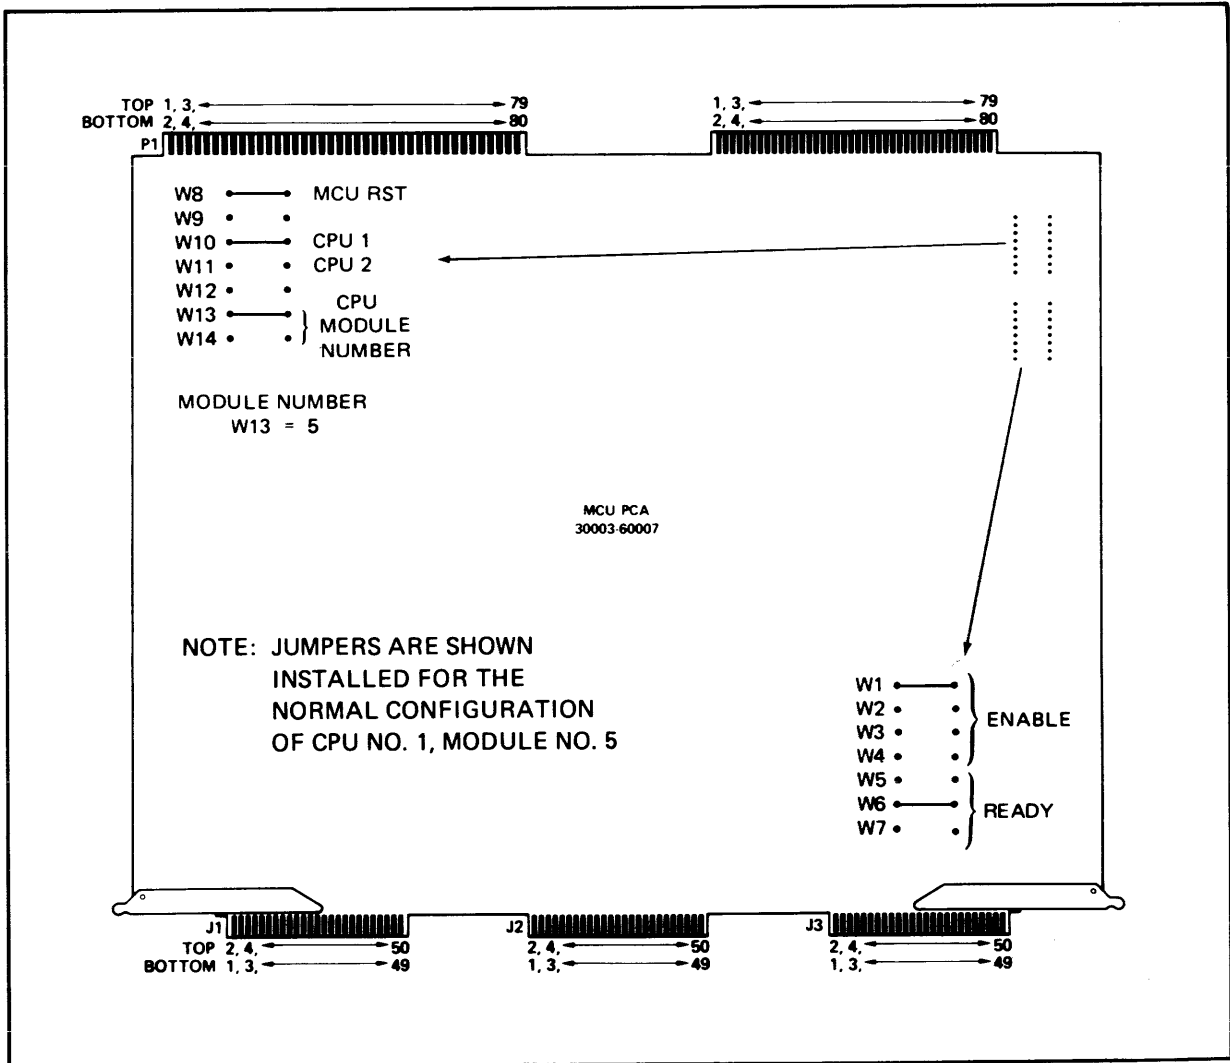 TOP 1, 3, 79
BOTTOM 2, 4, 80
P1
1, 3, 79
2, 4, 80
W8 MCU RST
W9
W10 CPU 1
W11 CPU 2
W12
W13
W14
CPU
MODULE
NUMBER
MODULE NUMBER
W13 = 5
MCU PCA
30003-60007
NOTE: JUMPERS ARE SHOWN
INSTALLED FOR THE
NORMAL CONFIGURATION
OF CPU NO. 1, MODULE NO. 5
W1
W2
W3
W4
ENABLE
W5
W6
W7
READY
J1
TOP 2, 4, 50
BOTTOM 1, 3, 49
J2
2, 4, 50
1, 3, 49
J3
2, 4, 50
1, 3, 49